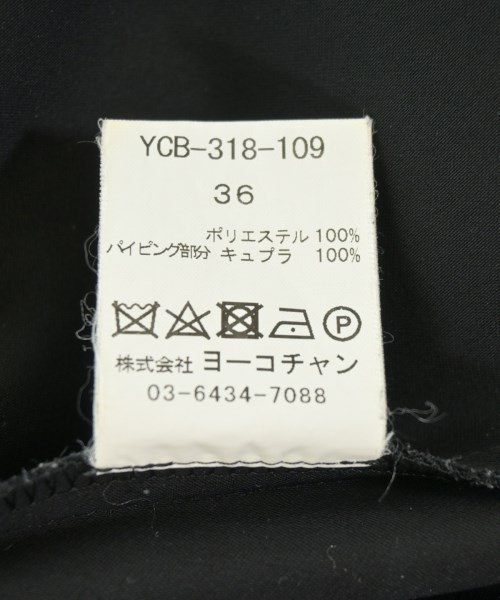 YCB-318-109
36
ポリエステル 100%
パイピング部分 キュプラ 100%
P
株式会社 ヨーコチャン
03-6434-7088